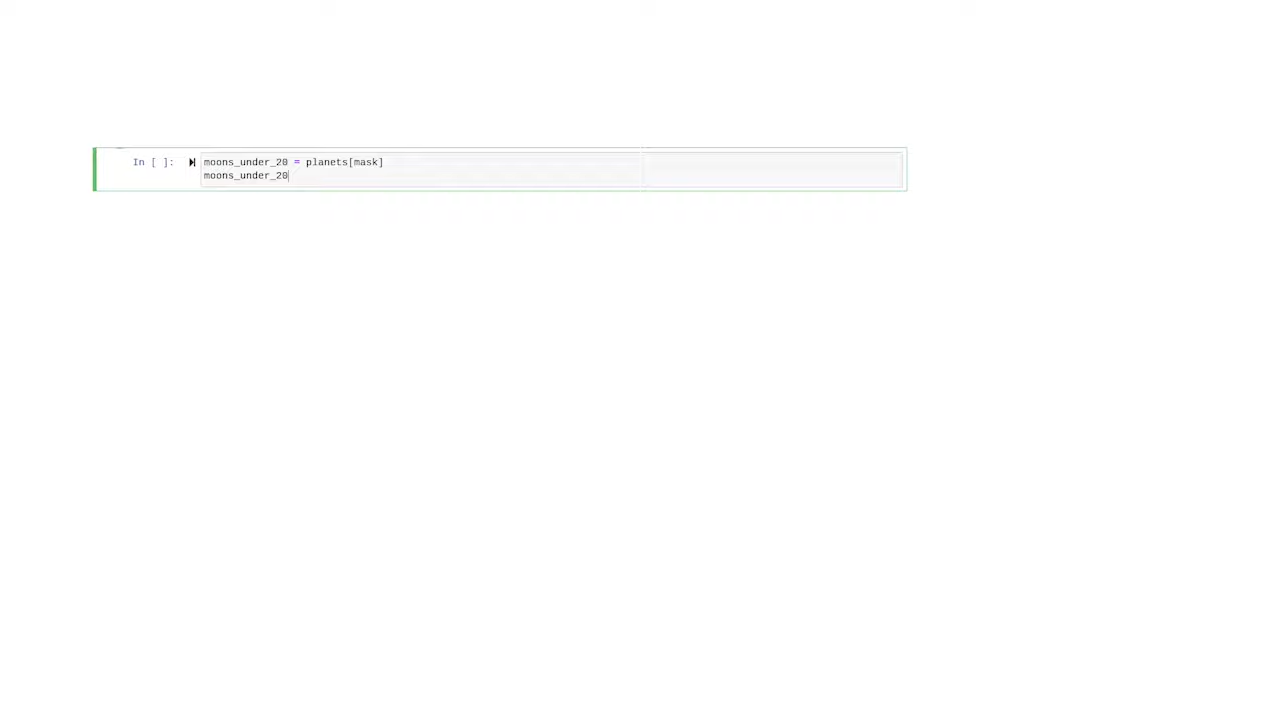 In [ ]: moons_under_20 = planets[mask]
moons_under_20